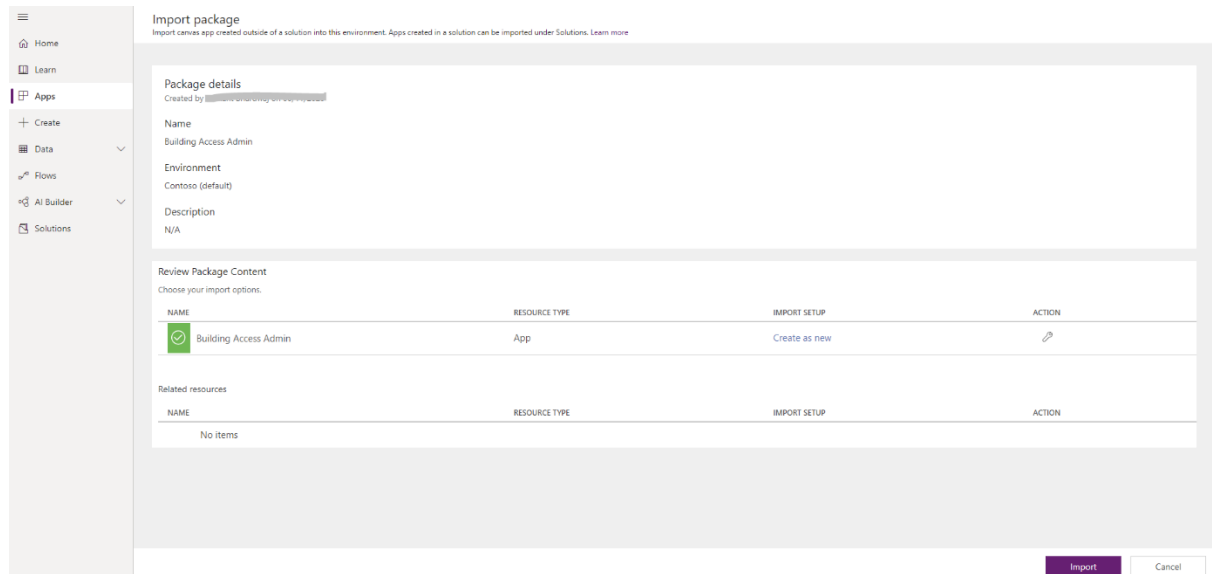 Import package
Import canvas app created outside of a solution into this environment. Apps created in a solution can be imported under Solutions. Learn more
Home
Learn
Apps
Create
Data
Flows
AI Builder
Solutions
Package details
Created by
Name
Building Access Admin
Environment
Contoso (default)
Description
N/A
Review Package Content
Choose your import options.
NAME RESOURCE TYPE IMPORT SETUP ACTION
Building Access Admin App Create as new
Related resources
NAME RESOURCE TYPE IMPORT SETUP ACTION
No items
Import Cancel